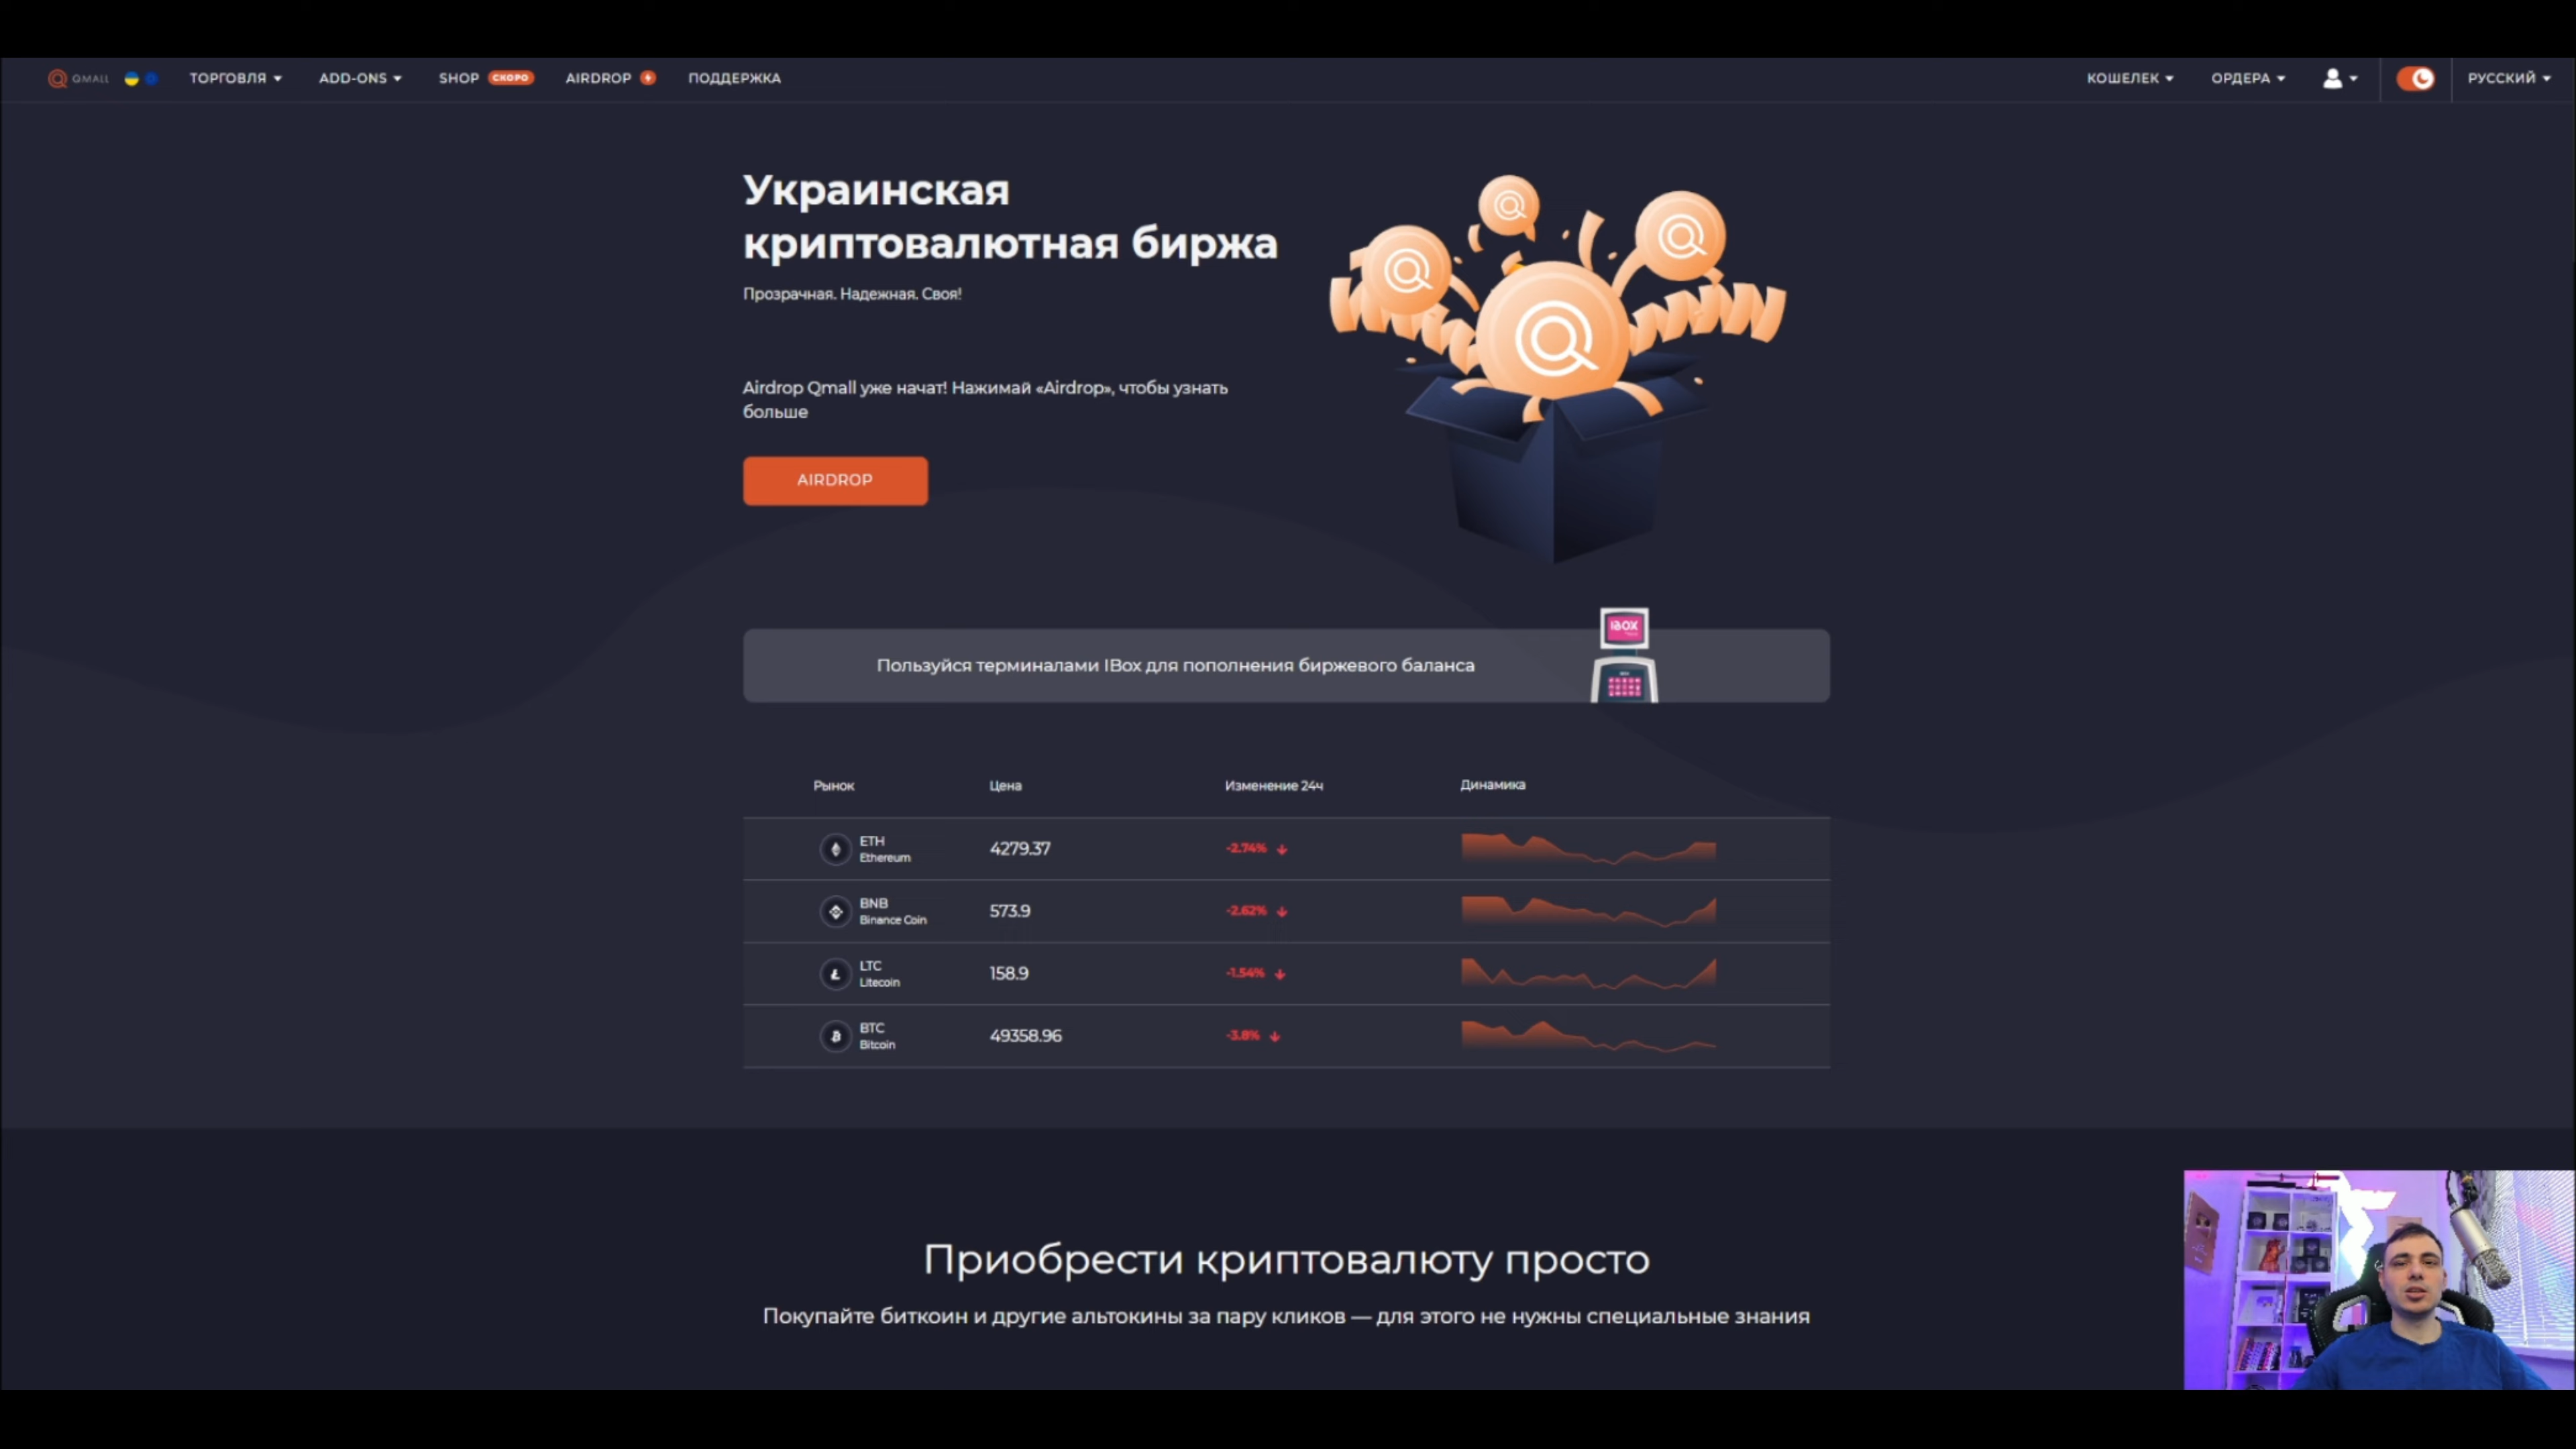 QMALL ТОРГОВЛЯ ADD-ONS SHOP СКОРО AIRDROP ПОДДЕРЖКА КОШЕЛЕК ОРДЕРА РУССКИЙ
Украинская
криптовалютная биржа
Прозрачная. Надежная. Своя!
Airdrop Qmall уже начат! Нажимай «Airdrop», чтобы узнать
больше
AIRDROP
IBOX
Пользуйся терминалами IBox для пополнения биржевого баланса
Рынок Цена Изменение 24ч Динамика
ETH
Ethereum
4279.37 -2.74%
BNB
Binance Coin
573.9 -2.62%
LTC
Litecoin
158.9 -1.54%
BTC
Bitcoin
49358.96 -3.8%
Приобрести криптовалюту просто
Покупайте биткоин и другие альткоины за пару кликов — для этого не нужны специальные знания